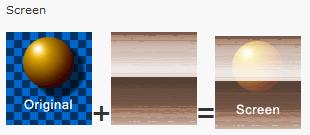 Screen
Original
+
=
Screen